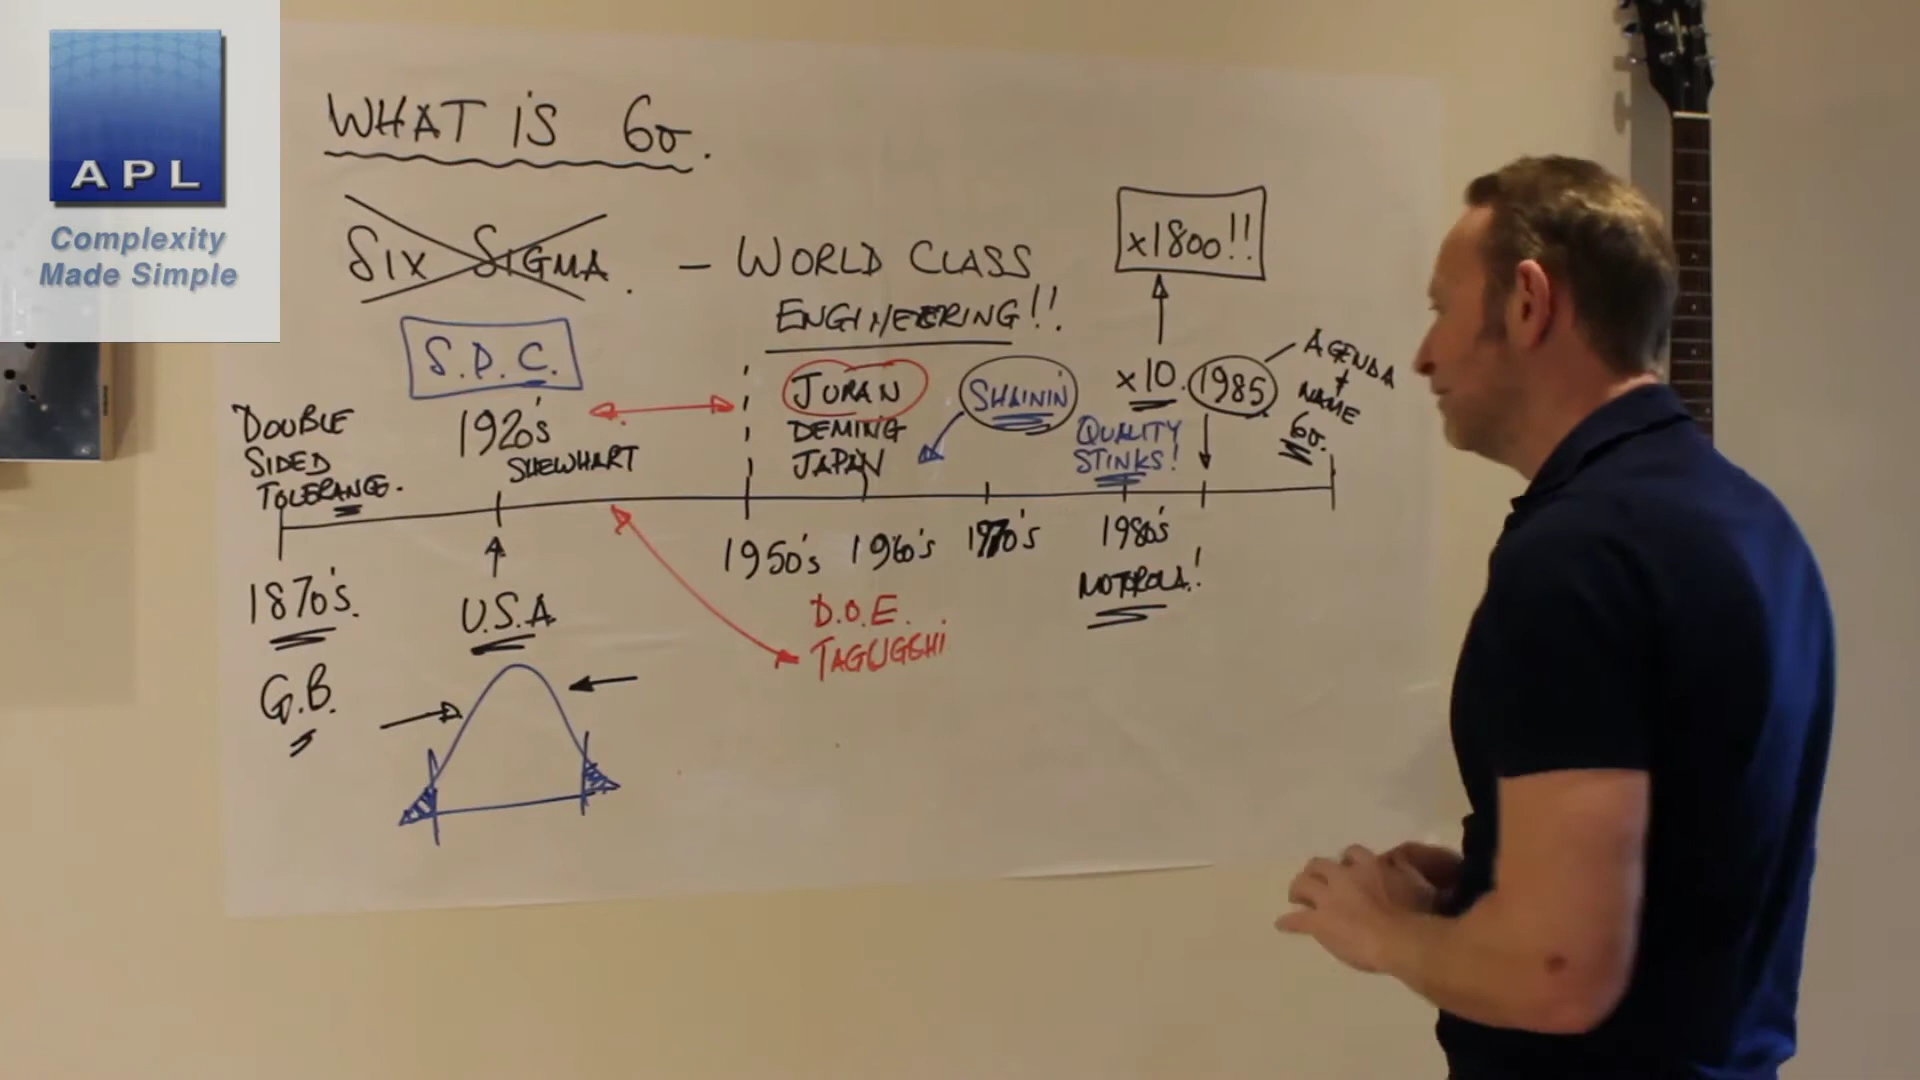 APL
Complexity
Made Simple
WHAT IS 6σ.
SIX SIGMA. - WORLD CLASS
ENGINEERING!!
x1800!!
S.P.C.
DOUBLE
SIDED
TOLERANCE.
1920's
SHEWHART
JURAN
DEMING
JAPAN
SHAININ
x10.
QUALITY
STINKS!
1985
AGENDA
+
NAME
6σ.
1870's.
G.B.
U.S.A
1950's 1960's 1970's 1980's
MOTOROLA!
D.O.E.
TAGUGCHI